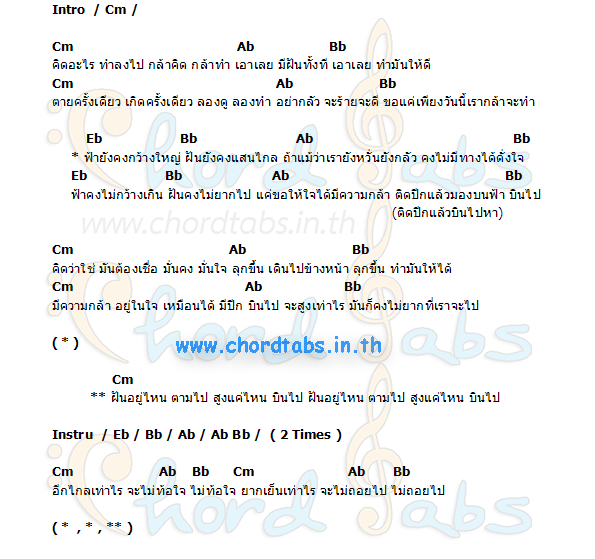 Intro / Cm /
Cm Ab Bb
คิดอะไร ทำลงไป กล้าคิด กล้าทำ เอาเลย มีฝันทั้งที เอาเลย ทำมันให้ดี
Cm Ab Bb
ตายครั้งเดียว เกิดครั้งเดียว ลองดู ลองทำ อย่ากลัว จะร้ายจะดี ขอแค่เพียงวันนี้เรากล้าจะทำ
Eb Bb Ab Bb
* ฟ้ายังคงกว้างใหญ่ ฝันยังคงแสนไกล ถ้าแม้ว่าเรายังหวั่นยังกลัว คงไม่มีทางได้ดั่งใจ
Eb Bb Ab Bb
ฟ้าคงไม่กว้างเกิน ฝันคงไม่ยากไป แค่ขอให้ใจได้มีความกล้า ติดปีกแล้วมองบนฟ้า บินไป
(ติดปีกแล้วบินไปหา)
www.chordtabs.in.th
Cm Ab Bb
คิดว่าใช่ มันต้องเชื่อ มั่นคง มั่นใจ ลุกขึ้น เดินไปข้างหน้า ลุกขึ้น ทำมันให้ได้
Cm Ab Bb
มีความกล้า อยู่ในใจ เหมือนได้ มีปีก บินไป จะสูงเท่าไร มันก็คงไม่ยากที่เราจะไป
( * )
www.chordtabs.in.th
Cm
** ฝันอยู่ไหน ตามไป สูงแค่ไหน บินไป ฝันอยู่ไหน ตามไป สูงแค่ไหน บินไป
Instru / Eb / Bb / Ab / Ab Bb / ( 2 Times )
Cm Ab Bb Cm Ab Bb
อีกไกลเท่าไร จะไม่ท้อใจ ไม่ท้อใจ ยากเย็นเท่าไร จะไม่ถอยไป ไม่ถอยไป
( * , * , ** )